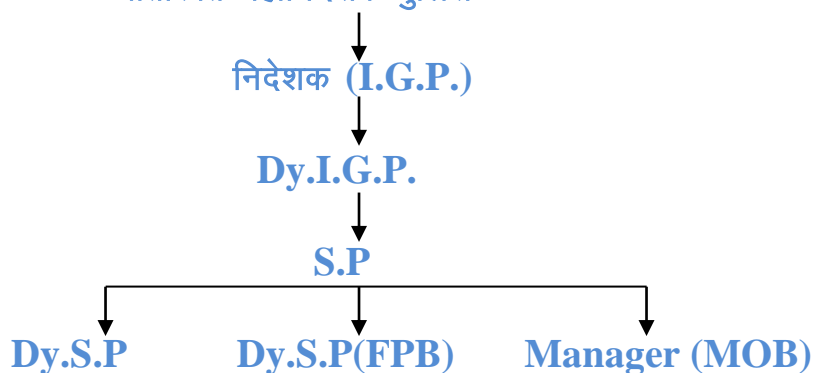 निदेशक (I.G.P.)
Dy.I.G.P.
S.P
Dy.S.P Dy.S.P(FPB) Manager (MOB)